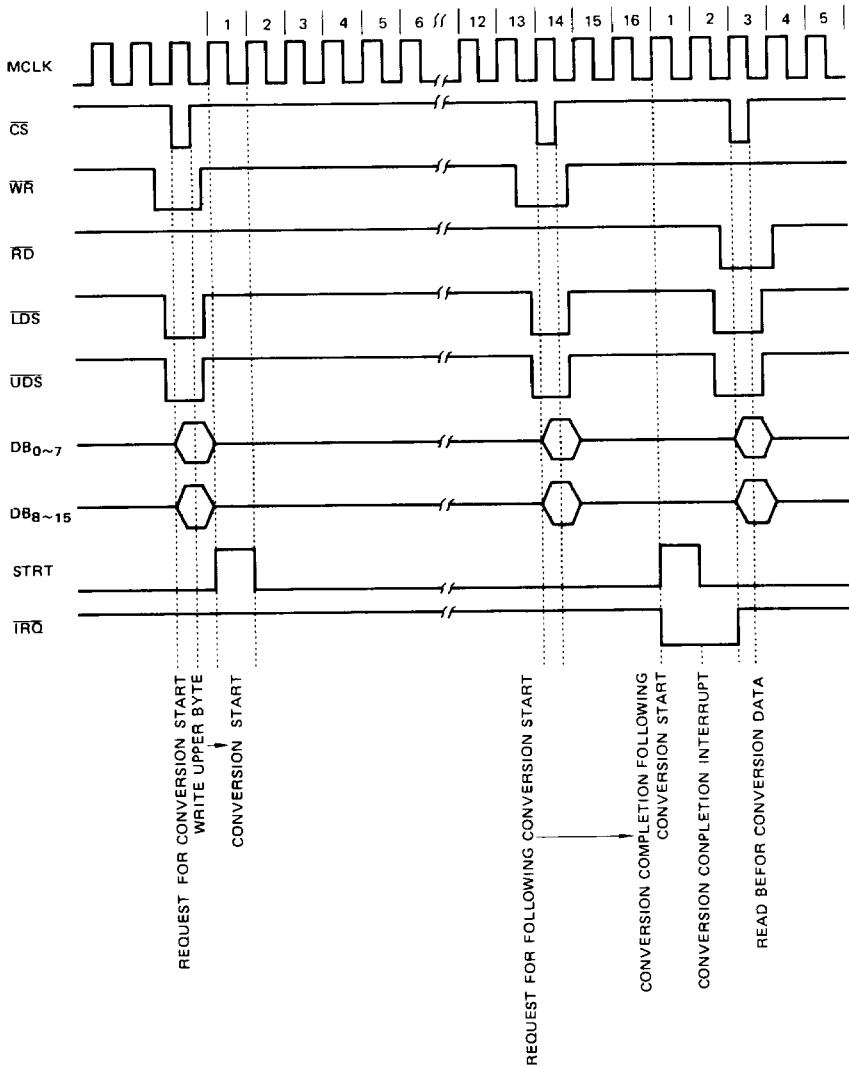 1 2 3 4 5 6 12 13 14 15 16 1 2 3 4 5
MCLK
CS
WR
RD
LDS
UDS
DB0~7
DB8~15
STRT
IRQ
REQUEST FOR CONVERSION START
WRITE UPPER BYTE
CONVERSION START
REQUEST FOR FOLLOWING CONVERSION START
CONVERSION COMPLETION FOLLOWING
CONVERSION START
CONVERSION CONPLETION INTERRUPT
READ BEFOR CONVERSION DATA